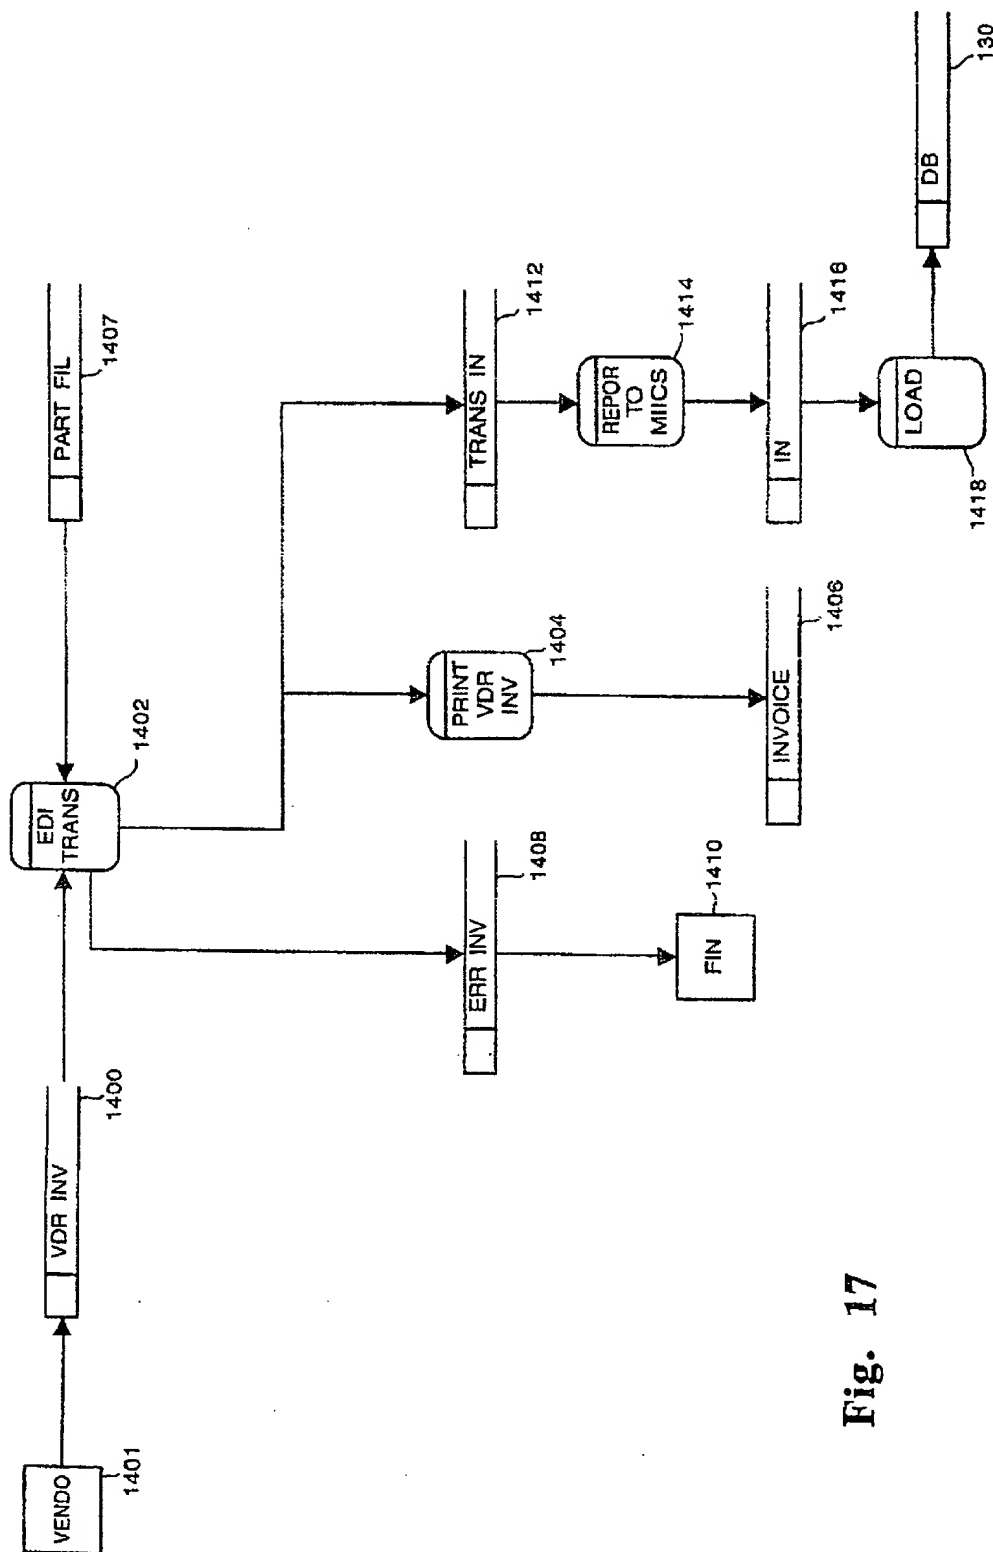 VENDO
1401
VDR INV
1400
EDI
TRANS
1402
PART FIL
1407
ERR INV
1408
FIN
1410
PRINT
VDR
INV
1404
INVOICE
1406
TRANS IN
1412
REPOR
TO
MIICS
1414
IN
1416
LOAD
1418
DB
130
Fig. 17